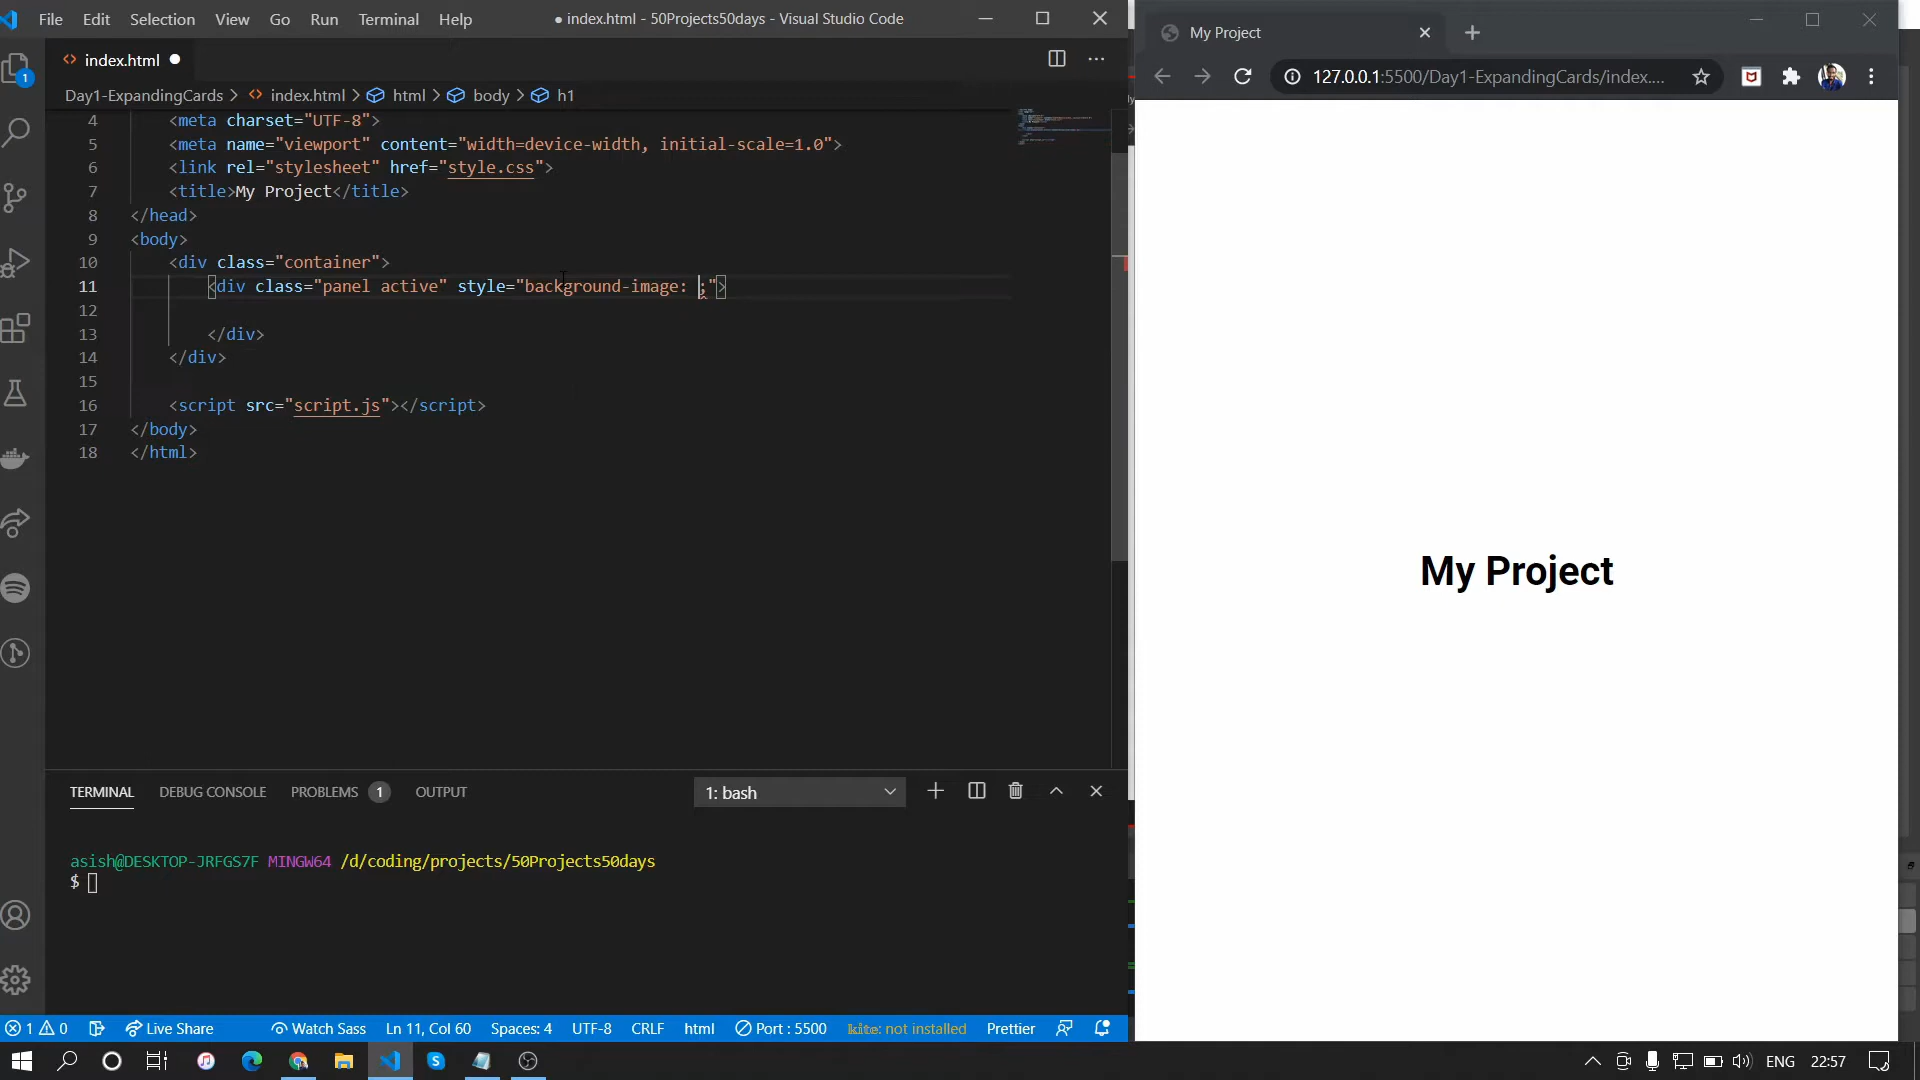 File Edit Selection View Go Run Terminal Help
● index.html - 50Projects50days - Visual Studio Code
index.html ●
Day1-ExpandingCards > index.html > html > body > h1
4 <meta charset="UTF-8">
5 <meta name="viewport" content="width=device-width, initial-scale=1.0">
6 <link rel="stylesheet" href="style.css">
7 <title>My Project</title>
8 </head>
9 <body>
10 <div class="container">
11 <div class="panel active" style="background-image: ;">
12
13 </div>
14 </div>
15
16 <script src="script.js"></script>
17 </body>
18 </html>
1
TERMINAL DEBUG CONSOLE PROBLEMS 1 OUTPUT
1: bash
asish@DESKTOP-JRFGS7F MINGW64 /d/coding/projects/50Projects50days
$
1 0 Live Share Watch Sass Ln 11, Col 60 Spaces: 4 UTF-8 CRLF html Port : 5500 kite: not installed Prettier
My Project
127.0.0.1:5500/Day1-ExpandingCards/index....
My Project
ENG 22:57